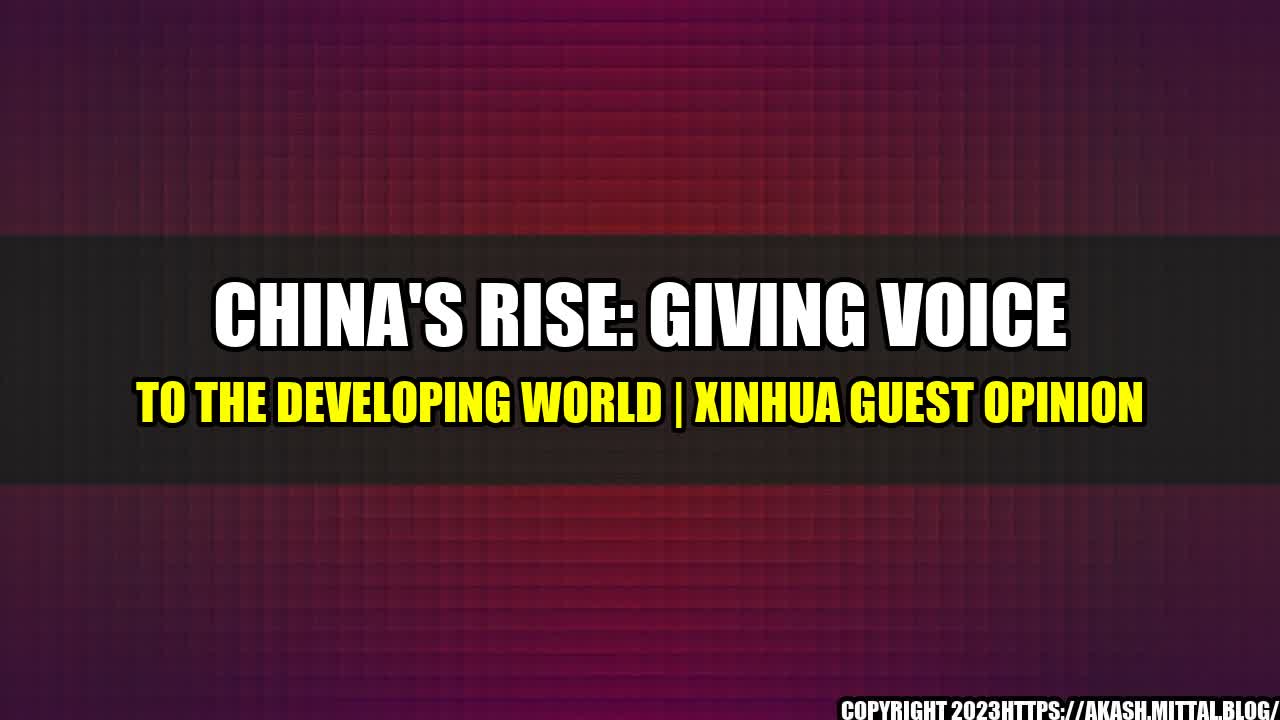 CHINA'S RISE: GIVING VOICE
TO THE DEVELOPING WORLD | XINHUA GUEST OPINION
COPYRIGHT 2023HTTPS://AKASH.MITTAL.BLOG/